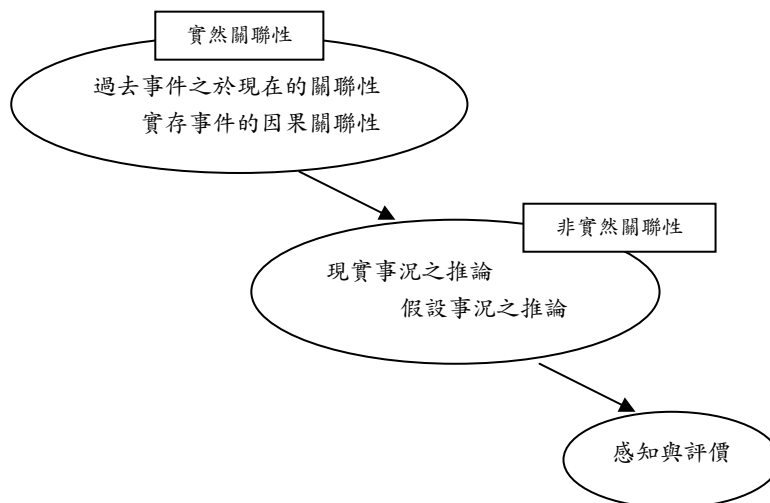 實然關聯性
過去事件之於現在的關聯性
實存事件的因果關聯性
非實然關聯性
現實事況之推論
假設事況之推論
感知與評價